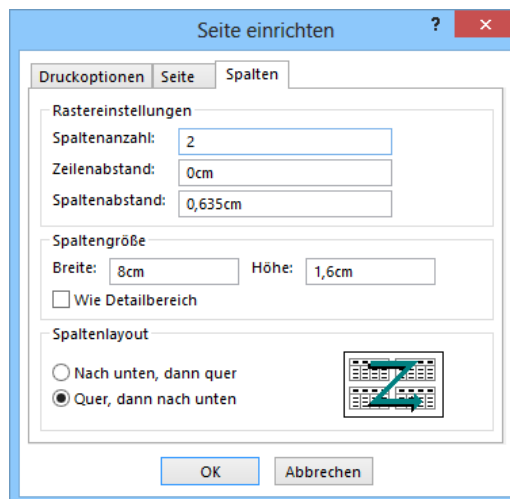 Seite einrichten ? ×
Druckoptionen Seite Spalten
Rastereinstellungen
Spaltenanzahl: 2
Zeilenabstand: 0cm
Spaltenabstand: 0,635cm
Spaltengröße
Breite: 8cm Höhe: 1,6cm
Wie Detailbereich
Spaltenlayout
Nach unten, dann quer
Quer, dann nach unten
OK Abbrechen